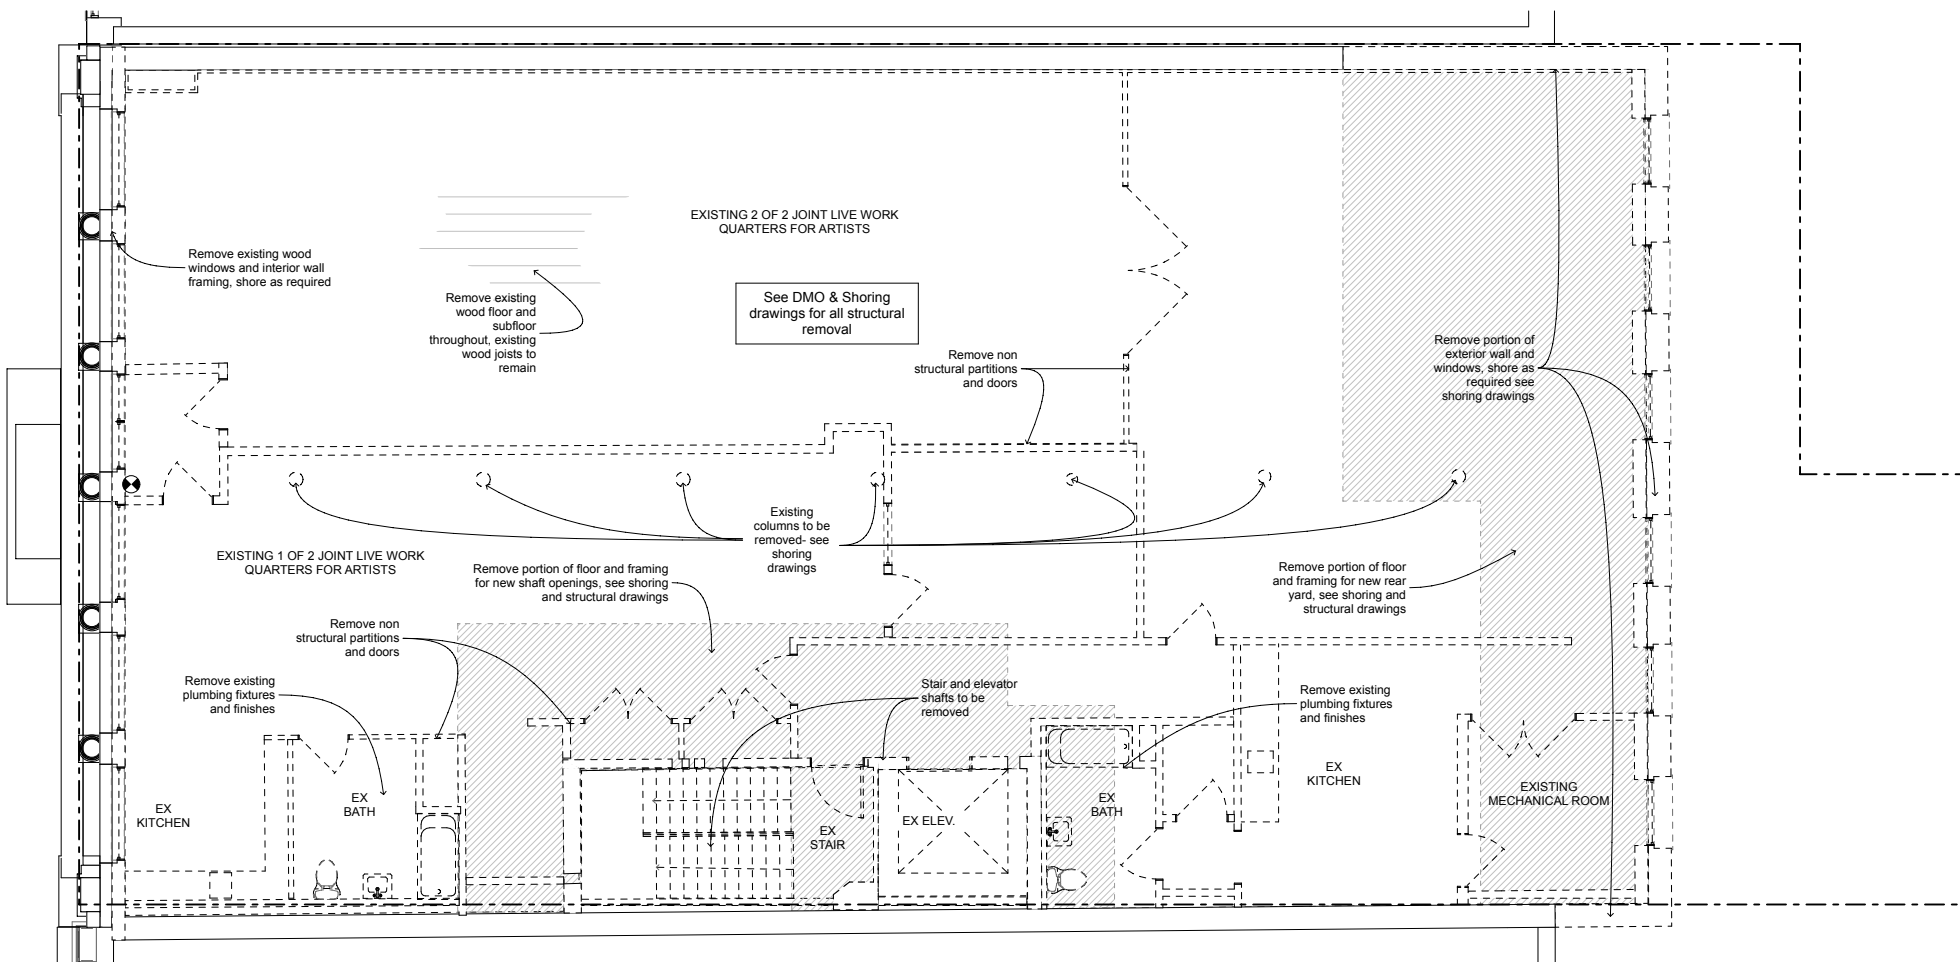 EXISTING 2 OF 2 JOINT LIVE WORK
QUARTERS FOR ARTISTS
Remove existing wood
windows and interior wall
framing, shore as required
Remove existing
wood floor and
subfloor
throughout, existing
wood joists to
remain
See DMO & Shoring
drawings for all structural
removal
Remove non
structural partitions
and doors
Remove portion of
exterior wall and
windows, shore as
required see
shoring drawings
Existing
columns to be
removed- see
shoring
drawings
EXISTING 1 OF 2 JOINT LIVE WORK
QUARTERS FOR ARTISTS
Remove portion of floor and framing
for new shaft openings, see shoring
and structural drawings
Remove portion of floor
and framing for new rear
yard, see shoring and
structural drawings
Remove non
structural partitions
and doors
Remove existing
plumbing fixtures
and finishes
Stair and elevator
shafts to be
removed
Remove existing
plumbing fixtures
and finishes
EX
KITCHEN
EX
BATH
EX
STAIR
EX ELEV.
EX
BATH
EX
KITCHEN
EXISTING
MECHANICAL ROOM